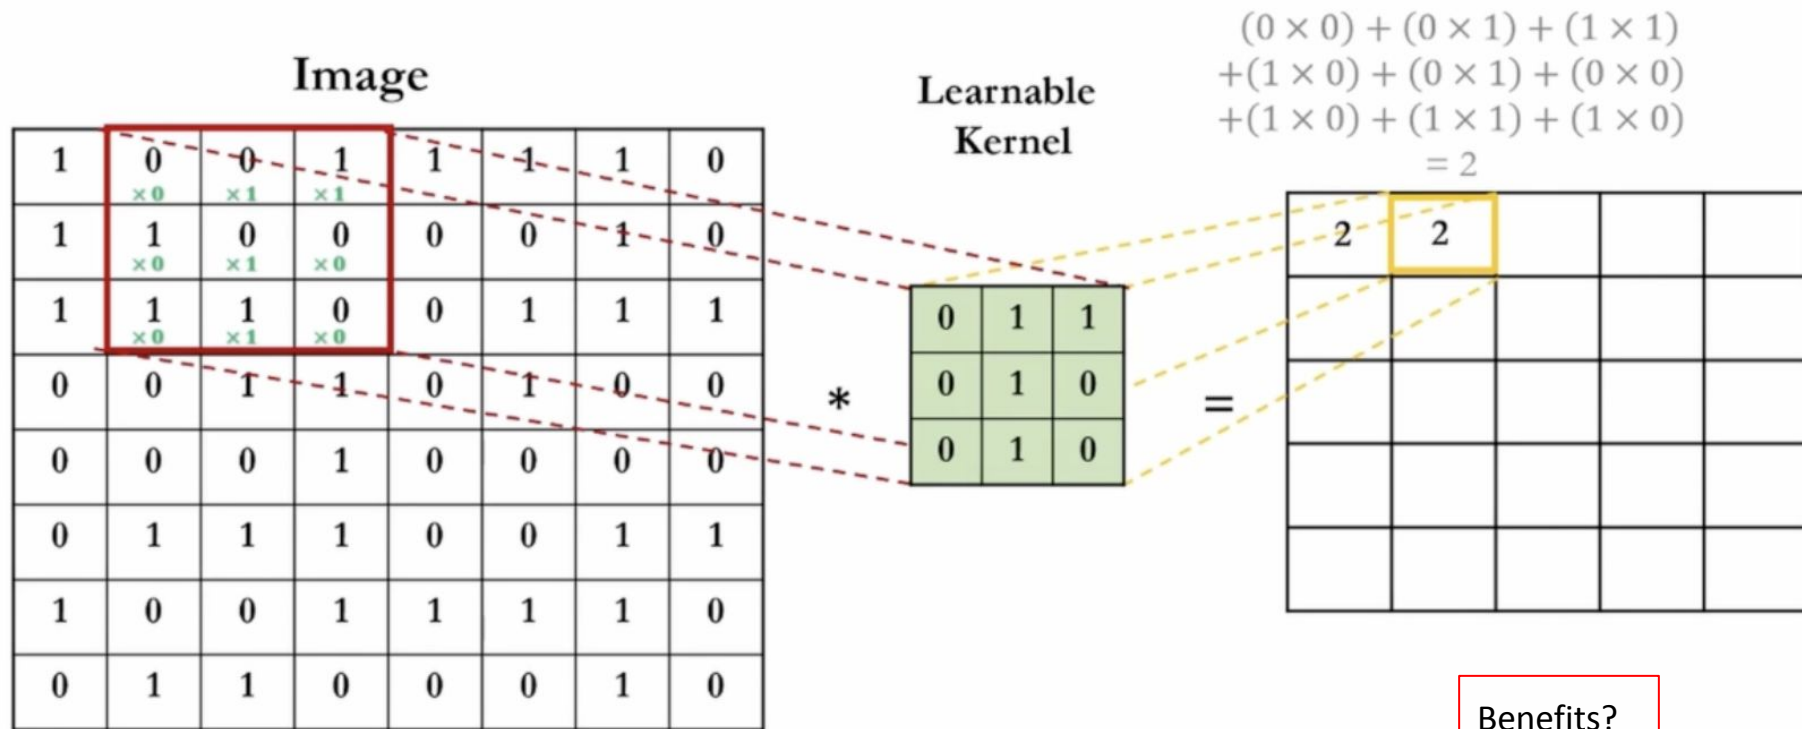 Image
1 0 0 1 1 1 1 0
×0 ×1 ×1
1 1 0 0 0 0 1 0
×0 ×1 ×0
1 1 1 0 0 1 1 1
×0 ×1 ×0
0 0 1 1 0 1 0 0
0 0 0 1 0 0 0 0
0 1 1 1 0 0 1 1
1 0 0 1 1 1 1 0
0 1 1 0 0 0 1 0
*
Learnable
Kernel
0 1 1
0 1 0
0 1 0
=
(0 × 0) + (0 × 1) + (1 × 1)
+(1 × 0) + (0 × 1) + (0 × 0)
+(1 × 0) + (1 × 1) + (1 × 0)
= 2
2 2
Benefits?